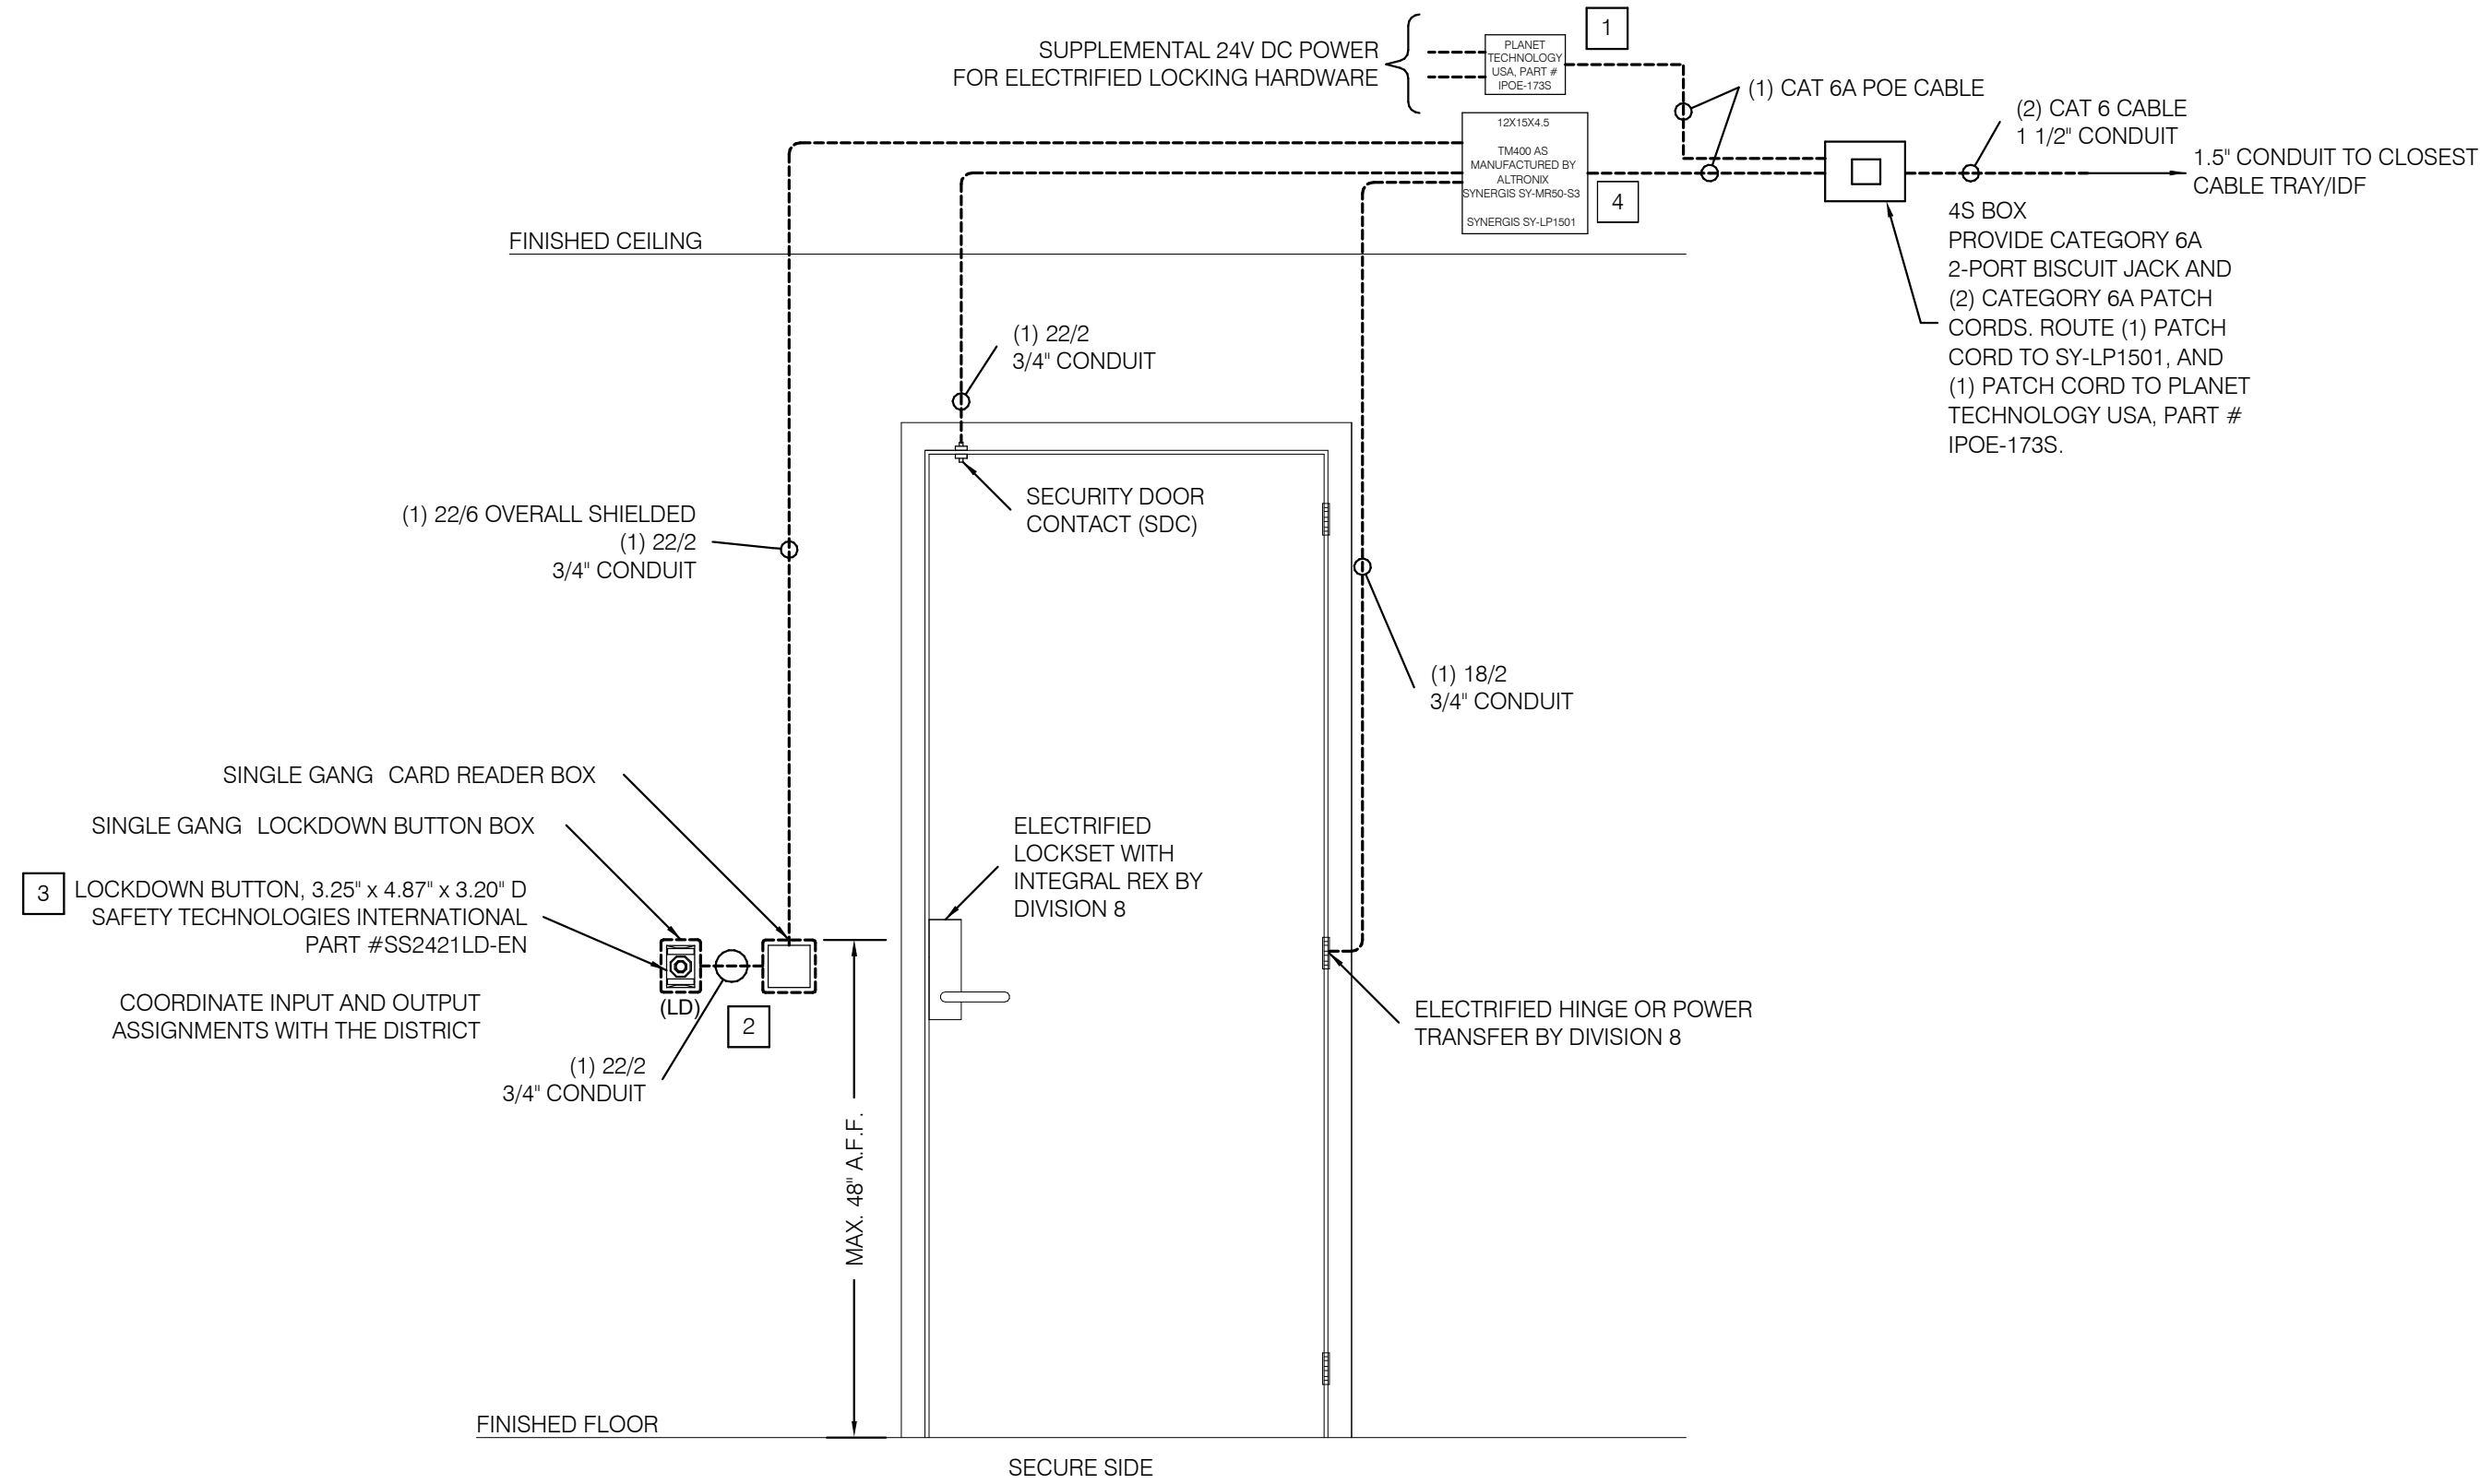 SUPPLEMENTAL 24V DC POWER
FOR ELECTRIFIED LOCKING HARDWARE
PLANET
TECHNOLOGY
USA, PART #
IPOE-173S
1
(1) CAT 6A POE CABLE
(2) CAT 6 CABLE
1 1/2" CONDUIT
1.5" CONDUIT TO CLOSEST
CABLE TRAY/IDF
12X15X4.5
TM400 AS
MANUFACTURED BY
ALTRONIX
SYNERGIS SY-MR50-S3
SYNERGIS SY-LP1501
4
4S BOX
PROVIDE CATEGORY 6A
2-PORT BISCUIT JACK AND
(2) CATEGORY 6A PATCH
CORDS. ROUTE (1) PATCH
CORD TO SY-LP1501, AND
(1) PATCH CORD TO PLANET
TECHNOLOGY USA, PART #
IPOE-173S.
FINISHED CEILING
(1) 22/2
3/4" CONDUIT
SECURITY DOOR
CONTACT (SDC)
(1) 22/6 OVERALL SHIELDED
(1) 22/2
3/4" CONDUIT
(1) 18/2
3/4" CONDUIT
SINGLE GANG CARD READER BOX
SINGLE GANG LOCKDOWN BUTTON BOX
3
LOCKDOWN BUTTON, 3.25" x 4.87" x 3.20" D
SAFETY TECHNOLOGIES INTERNATIONAL
PART #SS2421LD-EN
ELECTRIFIED
LOCKSET WITH
INTEGRAL REX BY
DIVISION 8
COORDINATE INPUT AND OUTPUT
ASSIGNMENTS WITH THE DISTRICT
(LD)
2
(1) 22/2
3/4" CONDUIT
MAX. 48" A.F.F.
ELECTRIFIED HINGE OR POWER
TRANSFER BY DIVISION 8
FINISHED FLOOR
SECURE SIDE